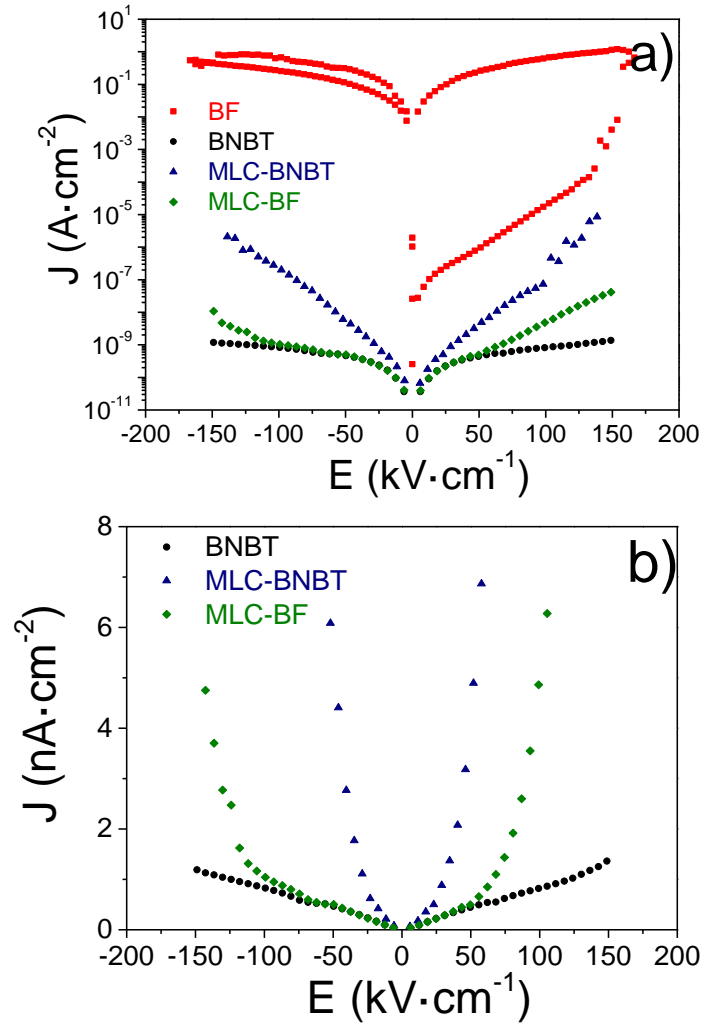 a)
10¹
10⁻¹
10⁻³
10⁻⁵
10⁻⁷
10⁻⁹
10⁻¹¹
J (A·cm⁻²)
BF
BNBT
MLC-BNBT
MLC-BF
-200 -150 -100 -50 0 50 100 150 200
E (kV·cm⁻¹)
b)
8
6
4
2
0
J (nA·cm⁻²)
BNBT
MLC-BNBT
MLC-BF
-200 -150 -100 -50 0 50 100 150 200
E (kV·cm⁻¹)